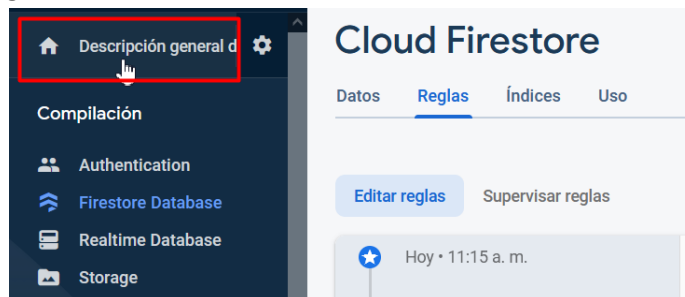 Descripción general d
Compilación
Authentication
Firestore Database
Realtime Database
Storage
Cloud Firestore
Datos Reglas Índices Uso
Editar reglas Supervisar reglas
Hoy • 11:15 a. m.